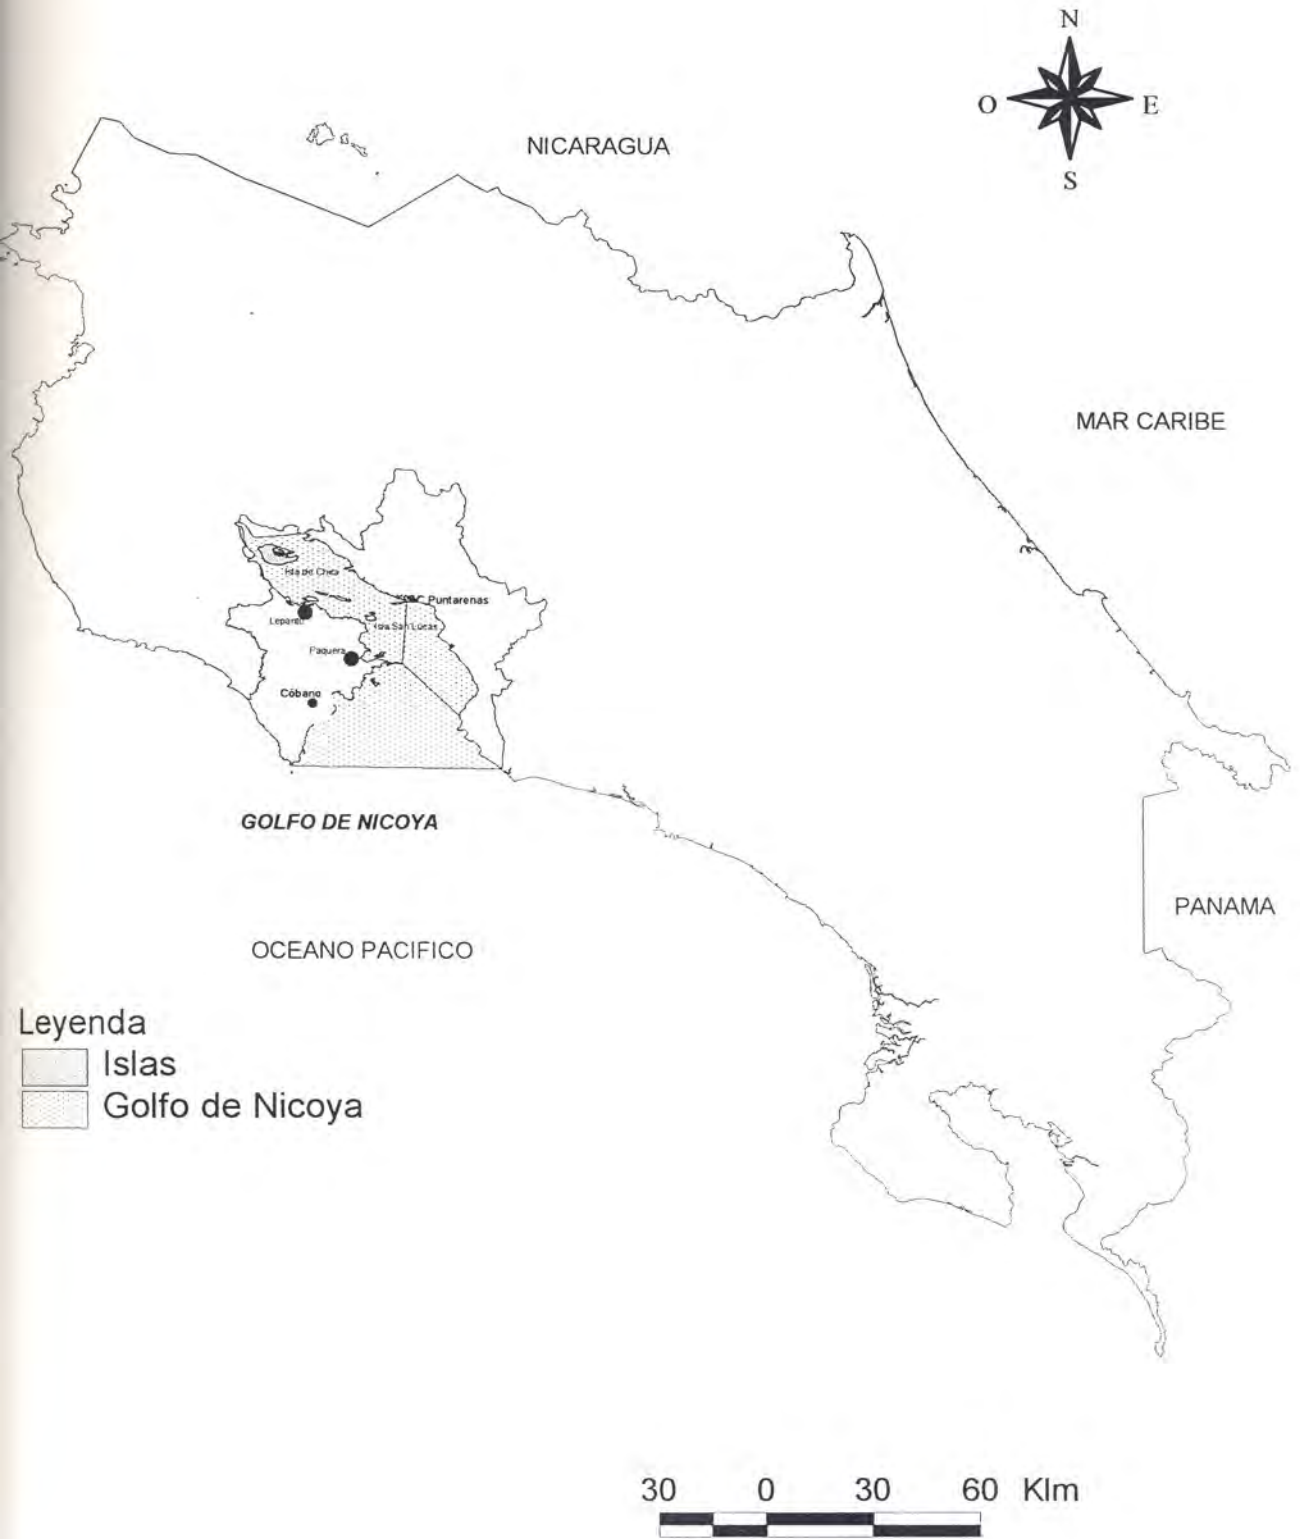 N
O E
S
NICARAGUA
MAR CARIBE
Isla de Chira
C Puntarenas
Lepanto
Isla San Lucas
Paquera
Cóbano
GOLFO DE NICOYA
PANAMA
OCEANO PACIFICO
Leyenda
Islas
Golfo de Nicoya
30 0 30 60 Klm